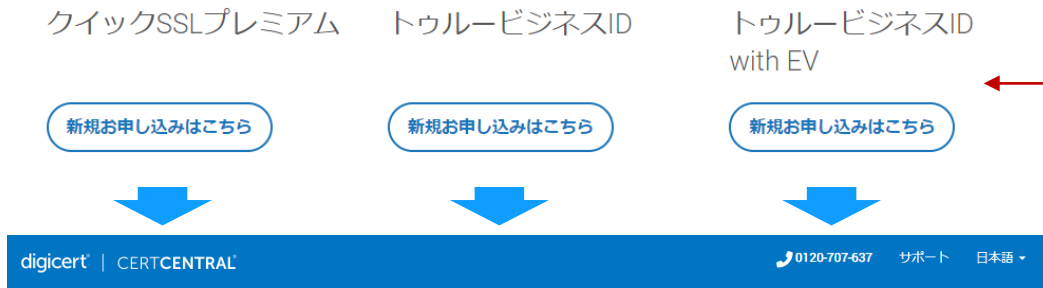 クイックSSLプレミアム
トゥルービジネスID
トゥルービジネスID
with EV
新規お申し込みはこちら
新規お申し込みはこちら
新規お申し込みはこちら
digicert® | CERTCENTRAL®
0120-707-637
サポート
日本語